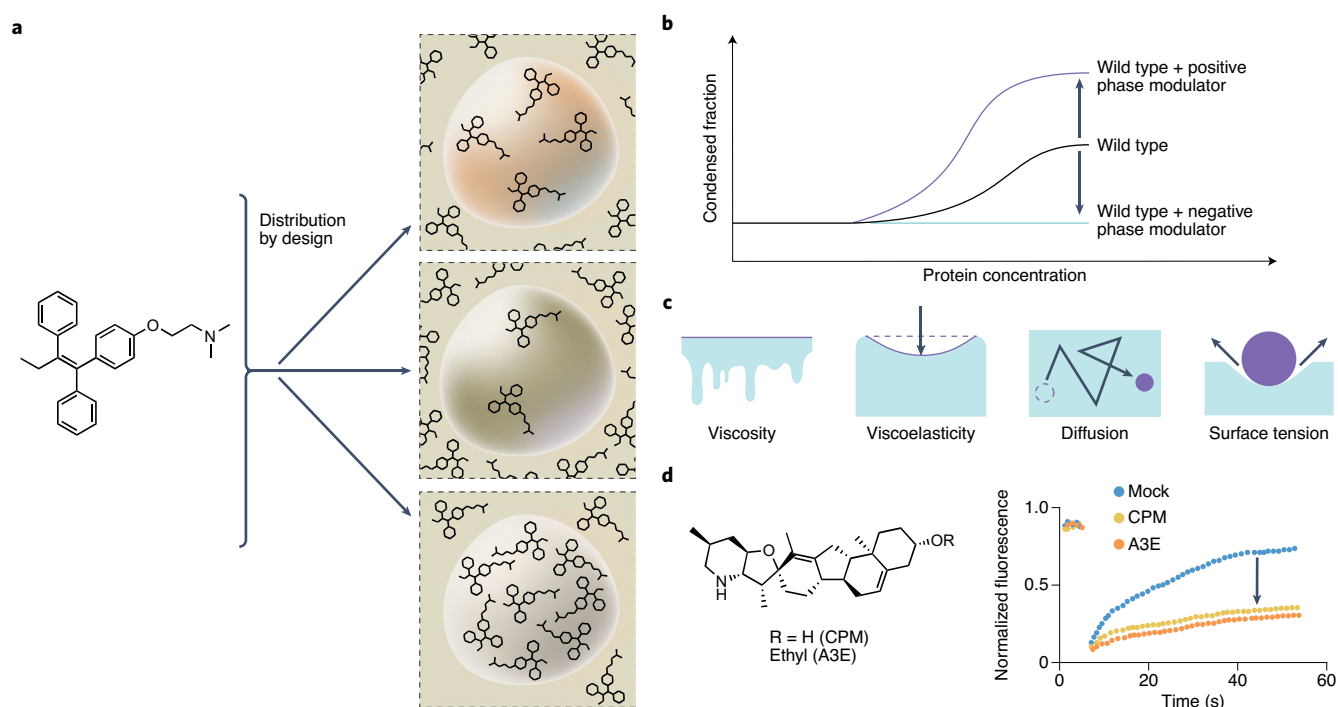 a
Distribution
by design
O
N
b
Condensed fraction
Wild type + positive
phase modulator
Wild type
Wild type + negative
phase modulator
Protein concentration
c
Viscosity
Viscoelasticity
Diffusion
Surface tension
d
O
NH
OR
R = H (CPM)
Ethyl (A3E)
Normalized fluorescence
1.0
0.5
0
Mock
CPM
A3E
0
20
40
60
Time (s)